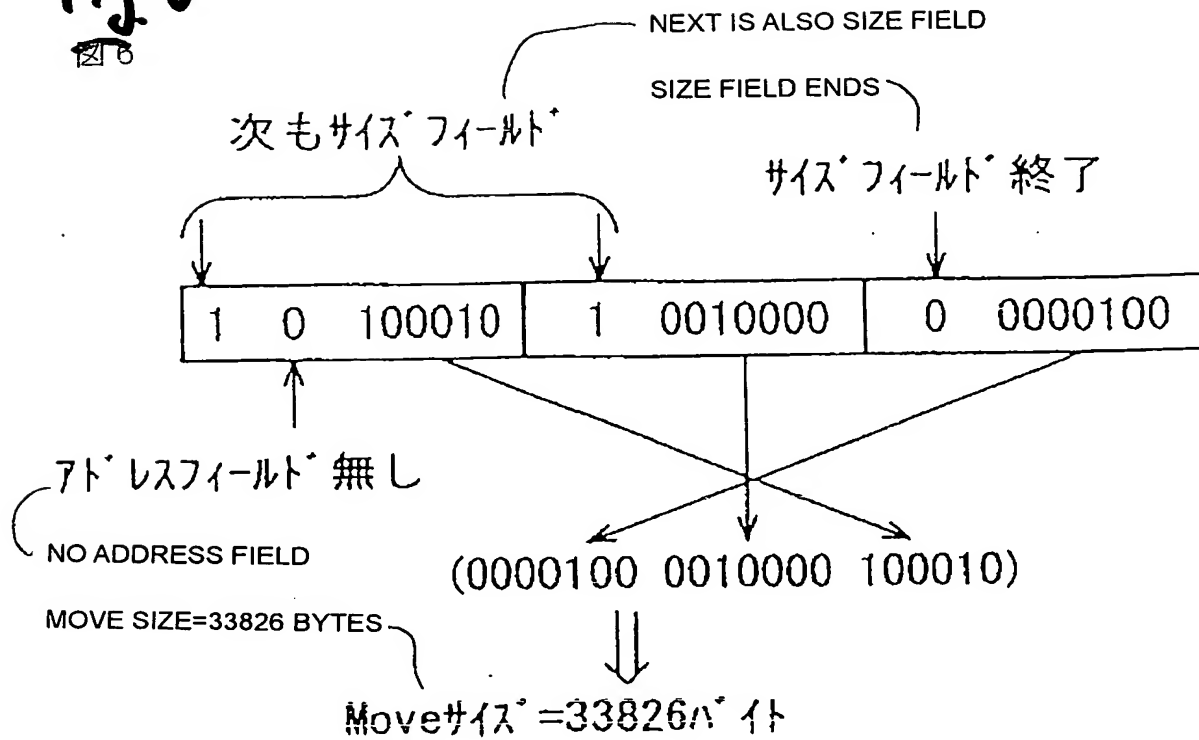 Fig 6
図6
NEXT IS ALSO SIZE FIELD
SIZE FIELD ENDS
次もサイズフィールド
サイズフィールド終了
1 0 100010 1 0010000 0 0000100
アドレスフィールド無し
NO ADDRESS FIELD
(0000100 0010000 100010)
MOVE SIZE=33826 BYTES
Moveサイズ=33826バイト